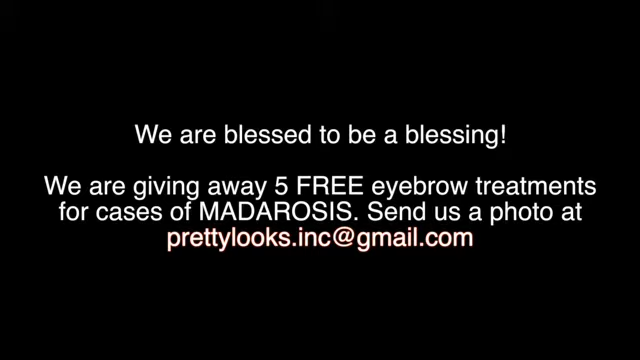 We are blessed to be a blessing!
We are giving away 5 FREE eyebrow treatments
for cases of MADAROSIS. Send us a photo at
prettylooks.inc@gmail.com